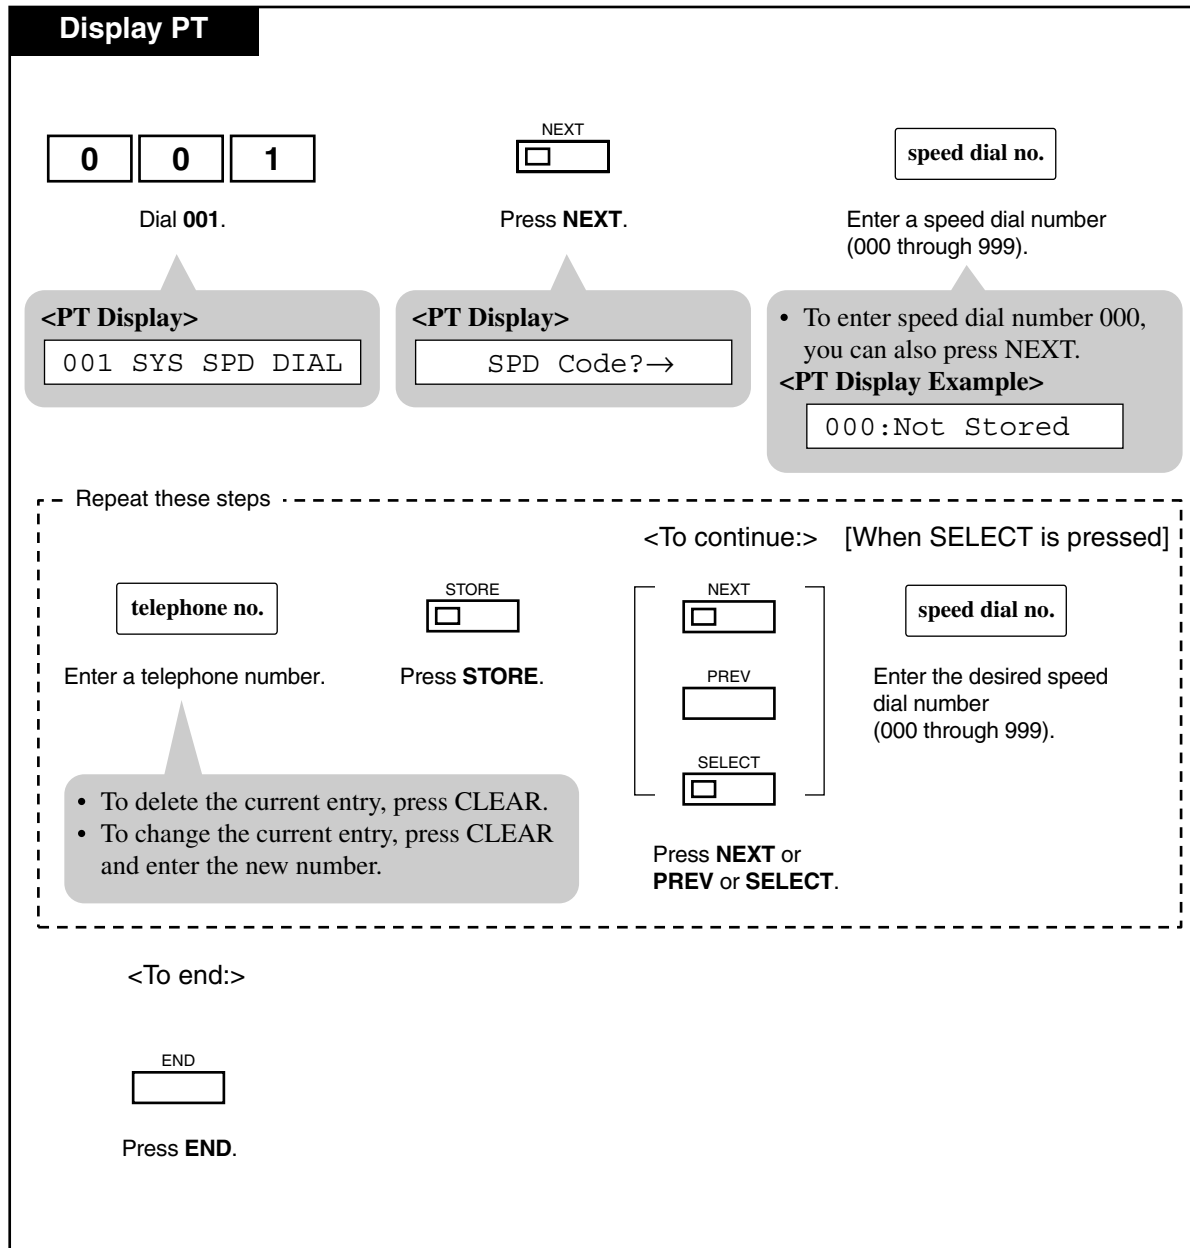 Display PT
0 0 1
Dial 001.
NEXT
Press NEXT.
speed dial no.
Enter a speed dial number
(000 through 999).
<PT Display>
001 SYS SPD DIAL
<PT Display>
SPD Code?→
• To enter speed dial number 000,
you can also press NEXT.
<PT Display Example>
000:Not Stored
Repeat these steps
<To continue:> [When SELECT is pressed]
telephone no.
Enter a telephone number.
• To delete the current entry, press CLEAR.
• To change the current entry, press CLEAR
and enter the new number.
STORE
Press STORE.
NEXT
PREV
SELECT
Press NEXT or
PREV or SELECT.
speed dial no.
Enter the desired speed
dial number
(000 through 999).
<To end:>
END
Press END.